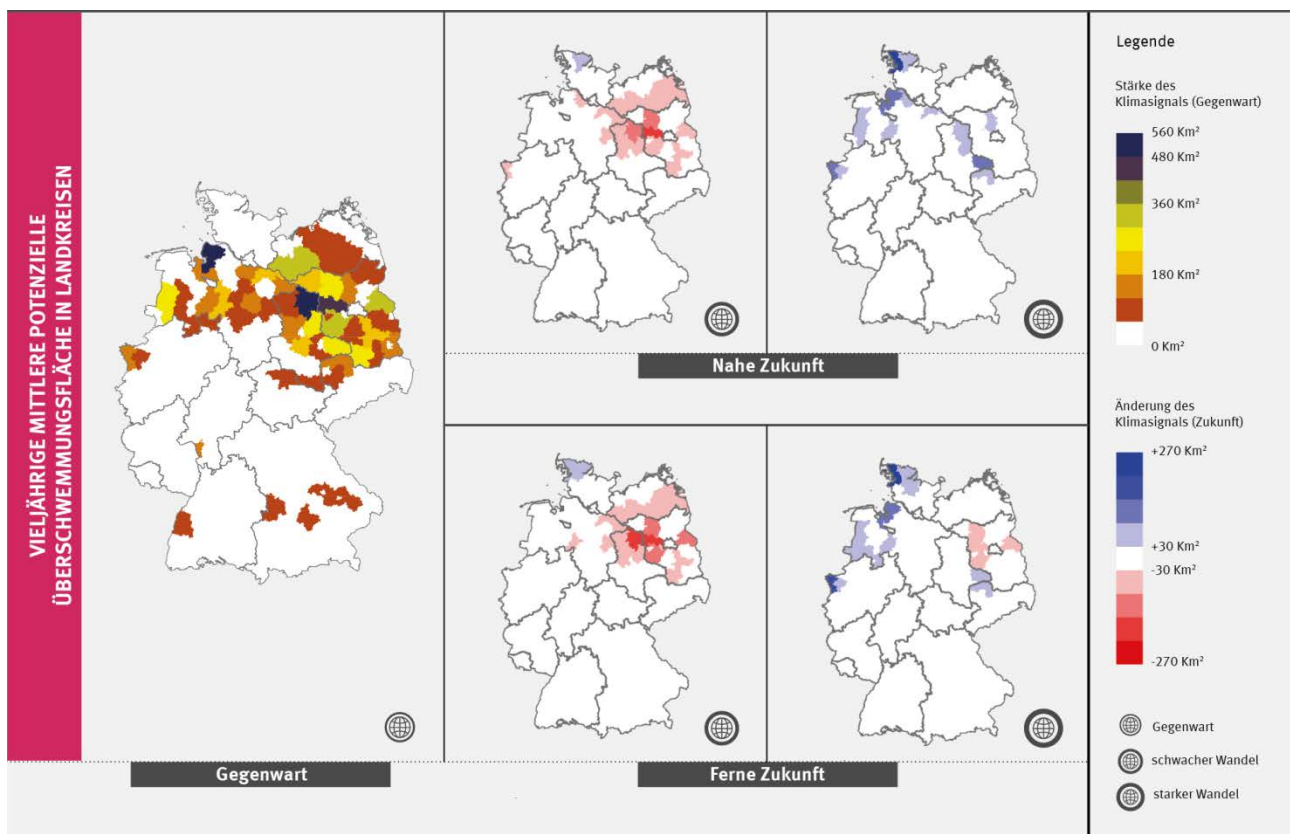 VIELJÄHRIGE MITTLERE POTENZIELLE
ÜBERSCHWEMMUNGSFLÄCHE IN LANDKREISEN
Gegenwart
Nahe Zukunft
Ferne Zukunft
Legende
Stärke des
Klimasignals (Gegenwart)
560 Km²
480 Km²
360 Km²
180 Km²
0 Km²
Änderung des
Klimasignals (Zukunft)
+270 Km²
+30 Km²
-30 Km²
-270 Km²
Gegenwart
schwacher Wandel
starker Wandel